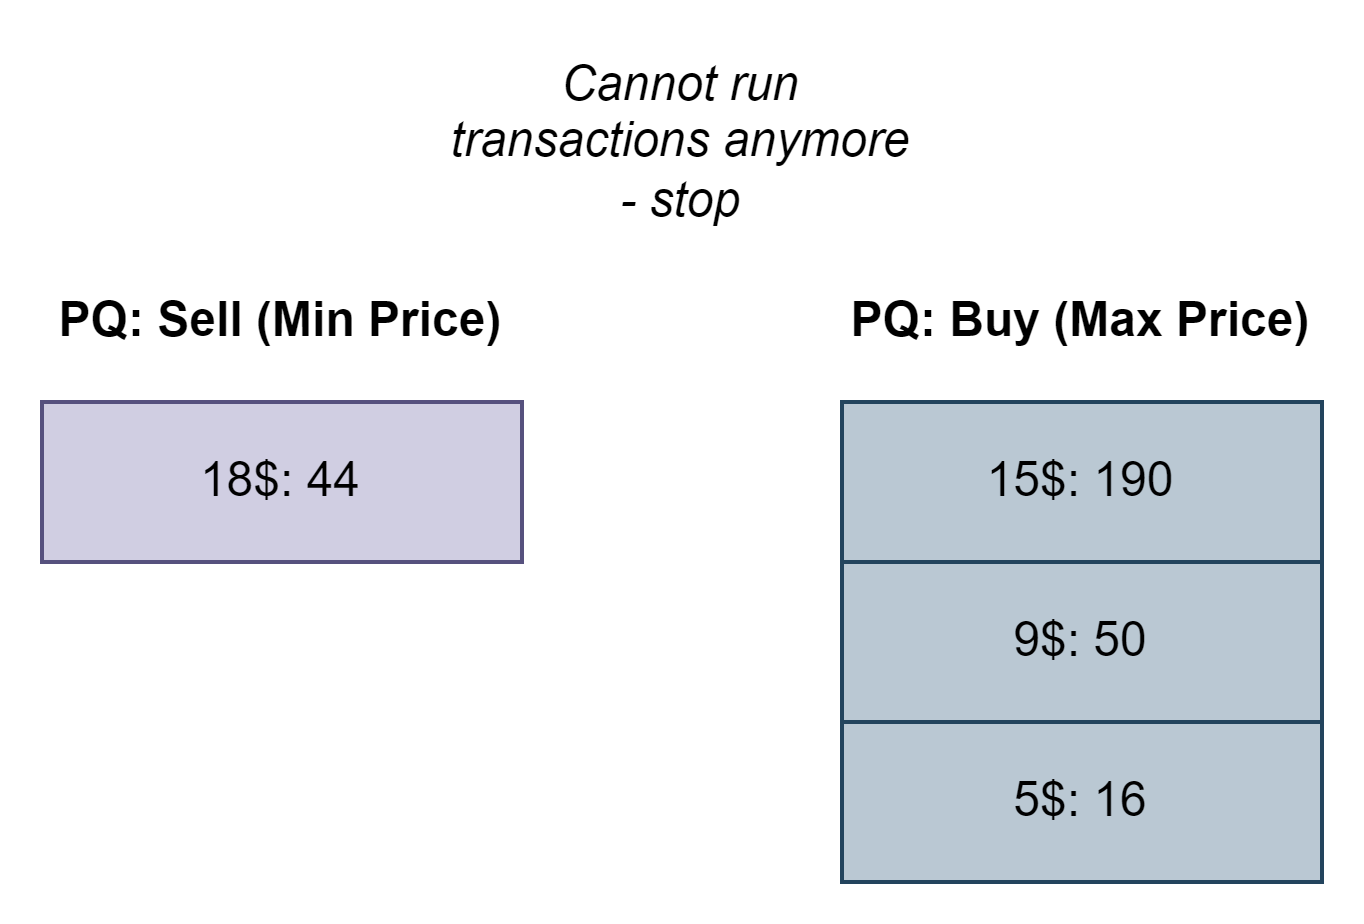 Cannot run
transactions anymore
- stop
PQ: Sell (Min Price)
PQ: Buy (Max Price)
18$: 44
15$: 190
9$: 50
5$: 16